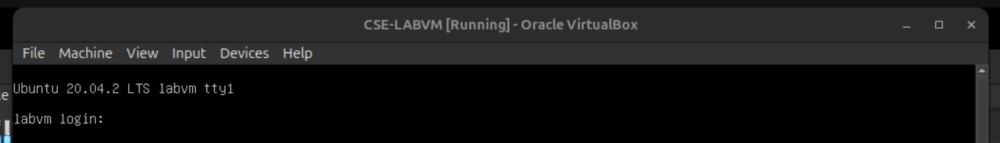 CSE-LABVM [Running] - Oracle VirtualBox
File Machine View Input Devices Help
Ubuntu 20.04.2 LTS labvm tty1
labvm login: